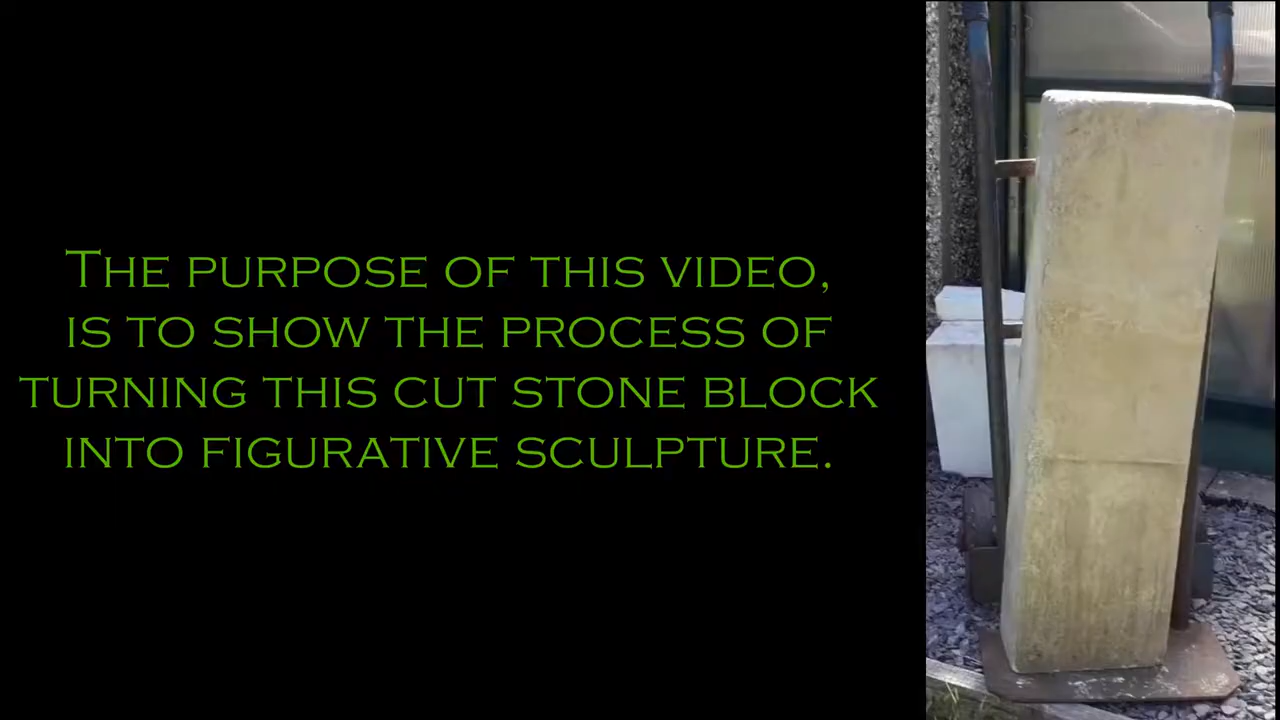 The purpose of this video,
is to show the process of
turning this cut stone block
into figurative sculpture.